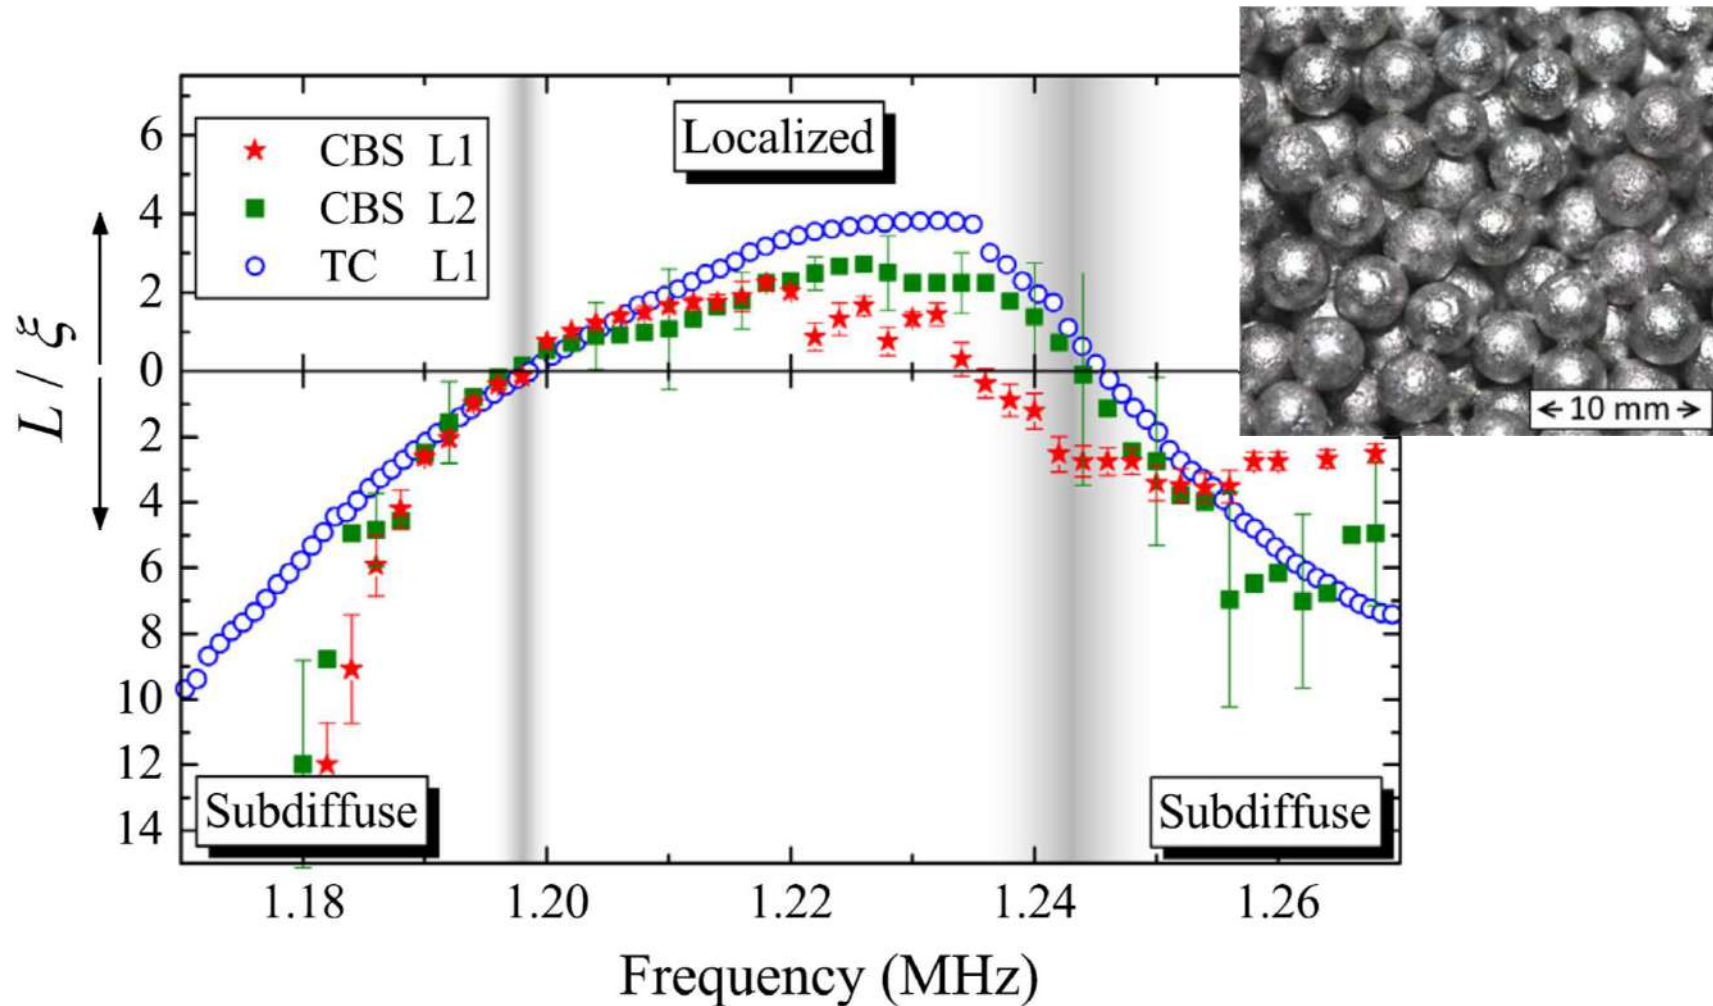 CBS L1
CBS L2
TC L1
Localized
6
4
2
0
2
4
6
8
10
12
14
L / ξ
Subdiffuse
Subdiffuse
1.18 1.20 1.22 1.24 1.26
Frequency (MHz)
10 mm